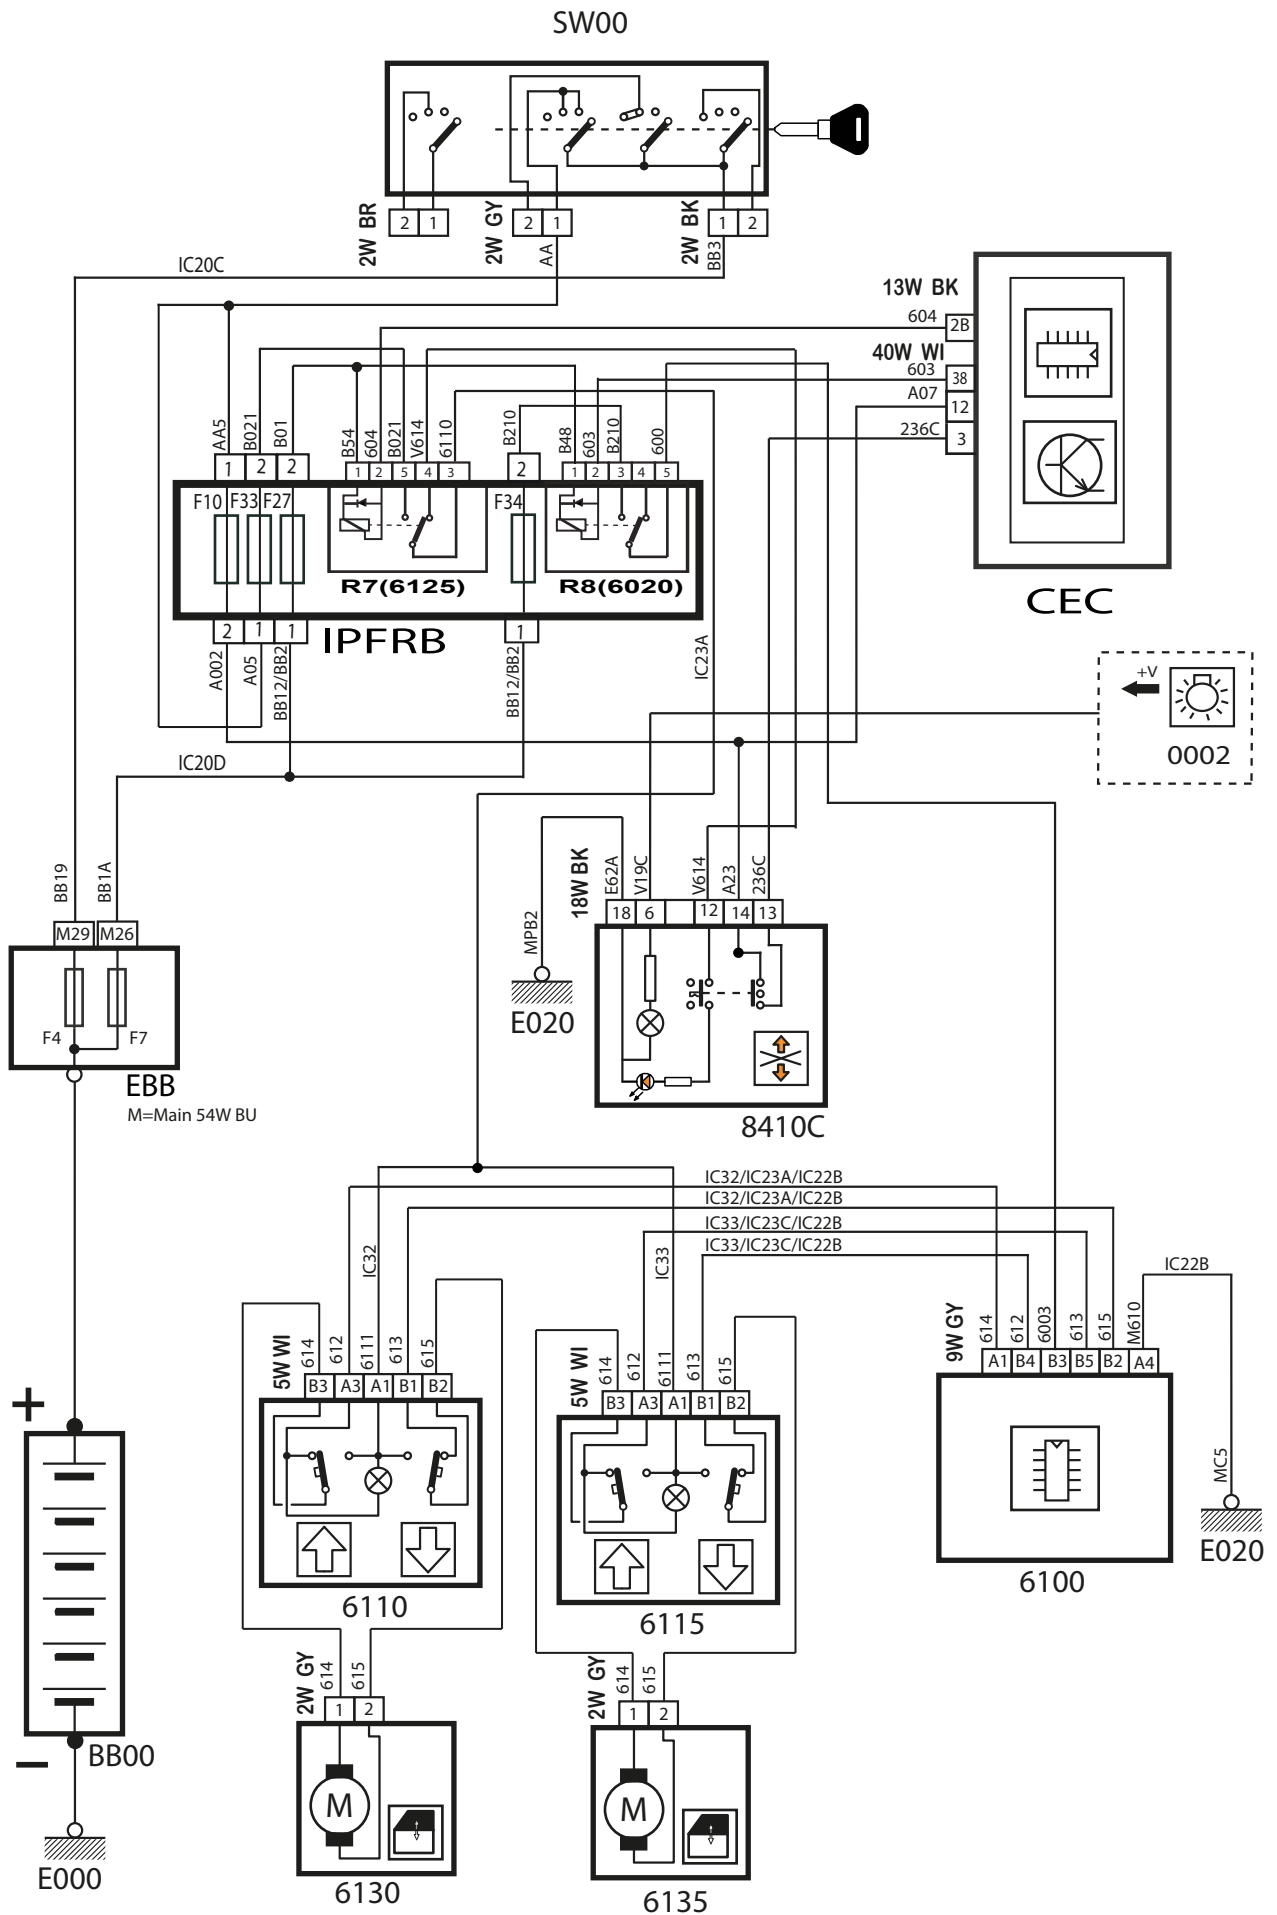 SW00
2W BR
2
1
2W GY
2
1
2W BK
1
2
AA
BB3
IC20C
13W BK
604
2B
40W WI
603
38
A07
12
236C
3
CEC
AA5
B021
B01
B54
604
B021
V614
6110
B210
B48
603
B210
600
1
2
2
1
2
5
4
3
2
1
2
3
4
5
F10
F33
F27
F34
R7(6125)
R8(6020)
2
1
1
1
IPFRB
A002
A05
BB12/BB2
BB12/BB2
IC23A
+V
0002
IC20D
BB19
BB1A
M29
M26
F4
F7
EBB
M=Main 54W BU
MPB2
E020
18W BK
E62A
V19C
V614
A23
236C
18
6
12
14
13
8410C
IC32/IC23A/IC22B
IC32/IC23A/IC22B
IC33/IC23C/IC22B
IC33/IC23C/IC22B
IC32
IC33
IC22B
5W WI
614
612
6111
613
615
B3
A3
A1
B1
B2
6110
5W WI
614
612
6111
613
615
B3
A3
A1
B1
B2
6115
9W GY
614
612
6003
613
615
M610
A1
B4
B3
B5
B2
A4
6100
MC5
E020
+
−
BB00
E000
2W GY
614
615
1
2
M
6130
2W GY
614
615
1
2
M
6135